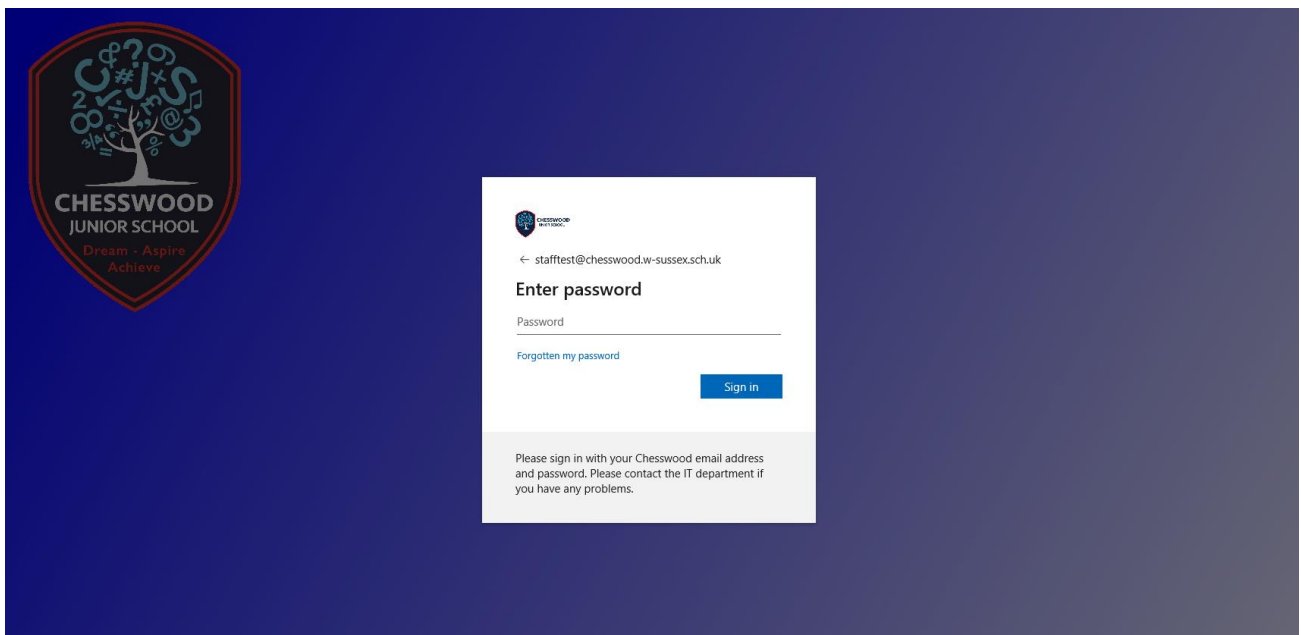 CHESSWOOD
JUNIOR SCHOOL
Dream - Aspire
Achieve
CHESSWOOD
JUNIOR SCHOOL
← stafftest@chesswood.w-sussex.sch.uk
Enter password
Password
Forgotten my password
Sign in
Please sign in with your Chesswood email address
and password. Please contact the IT department if
you have any problems.